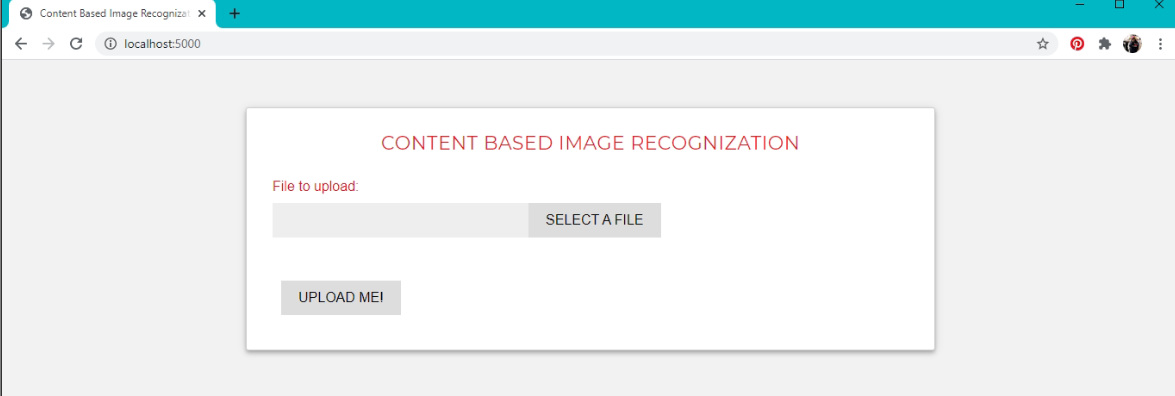 Content Based Image Recognizat
localhost:5000
CONTENT BASED IMAGE RECOGNIZATION
File to upload:
SELECT A FILE
UPLOAD ME!